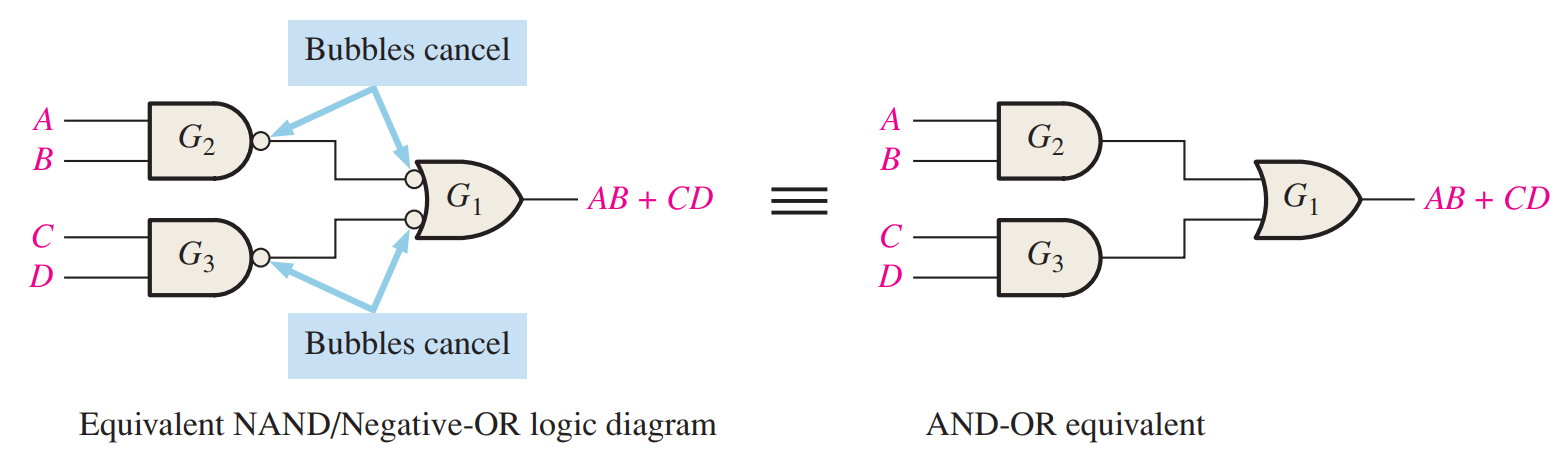 Bubbles cancel
A
B
G2
C
D
G3
G1
AB + CD
Bubbles cancel
Equivalent NAND/Negative-OR logic diagram
≡
A
B
G2
C
D
G3
G1
AB + CD
AND-OR equivalent